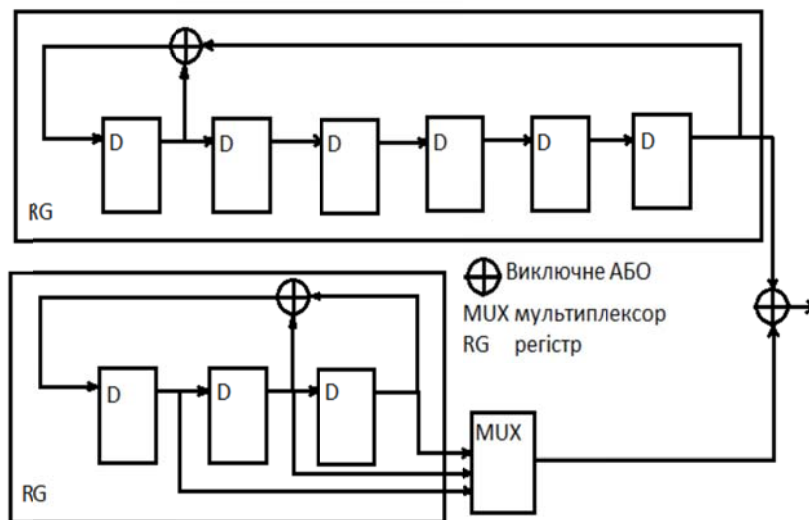 D D D D D D
RG
Виключне АБО
MUX мультиплексор
RG регістр
D D D
MUX
RG